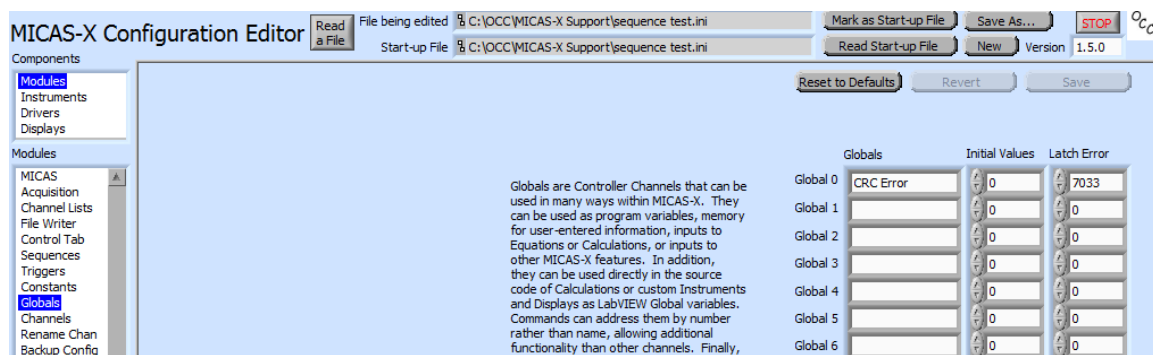 MICAS-X Configuration Editor
Read a File
File being edited C:\OCC\MICAS-X Support\sequence test.ini
Mark as Start-up File Save As... STOP
Start-up File C:\OCC\MICAS-X Support\sequence test.ini
Read Start-up File New Version 1.5.0
OCC
Components
Modules
Instruments
Drivers
Displays
Reset to Defaults Revert Save
Modules
MICAS
Acquisition
Channel Lists
File Writer
Control Tab
Sequences
Triggers
Constants
Globals
Channels
Rename Chan
Backup Config
Globals are Controller Channels that can be
used in many ways within MICAS-X. They
can be used as program variables, memory
for user-entered information, inputs to
Equations or Calculations, or inputs to
other MICAS-X features. In addition,
they can be used directly in the source
code of Calculations or custom Instruments
and Displays as LabVIEW Global variables.
Commands can address them by number
rather than name, allowing additional
functionality than other channels. Finally,
Globals Initial Values Latch Error
Global 0 CRC Error 0 7033
Global 1 0 0
Global 2 0 0
Global 3 0 0
Global 4 0 0
Global 5 0 0
Global 6 0 0